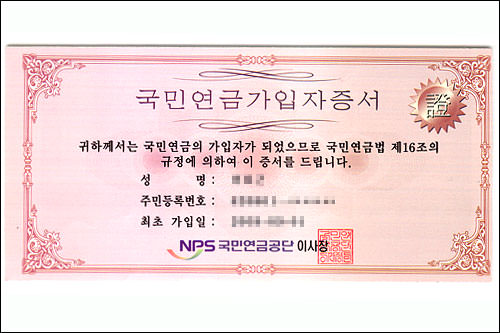 국민연금가입자증서
證
귀하께서는 국민연금의 가입자가 되었으므로 국민연금법 제16조의
규정에 의하여 이 증서를 드립니다.
성 명 :
주민등록번호 :
최초 가입일 :
NPS 국민연금공단 이사장